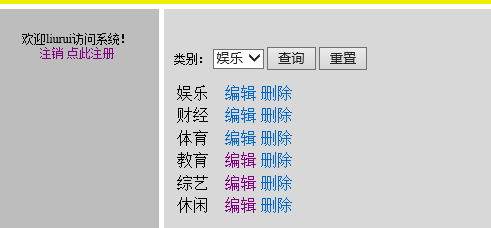 欢迎liurui访问系统!
注销 点此注册
类别： 娱乐 查询 重置
娱乐 编辑 删除
财经 编辑 删除
体育 编辑 删除
教育 编辑 删除
综艺 编辑 删除
休闲 编辑 删除